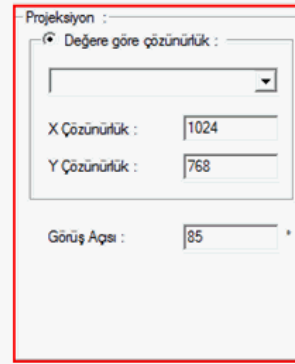 Projeksiyon :
Değere göre çözünürlük :
X Çözünürlük : 1024
Y Çözünürlük : 768
Görüş Açısı : 85 °